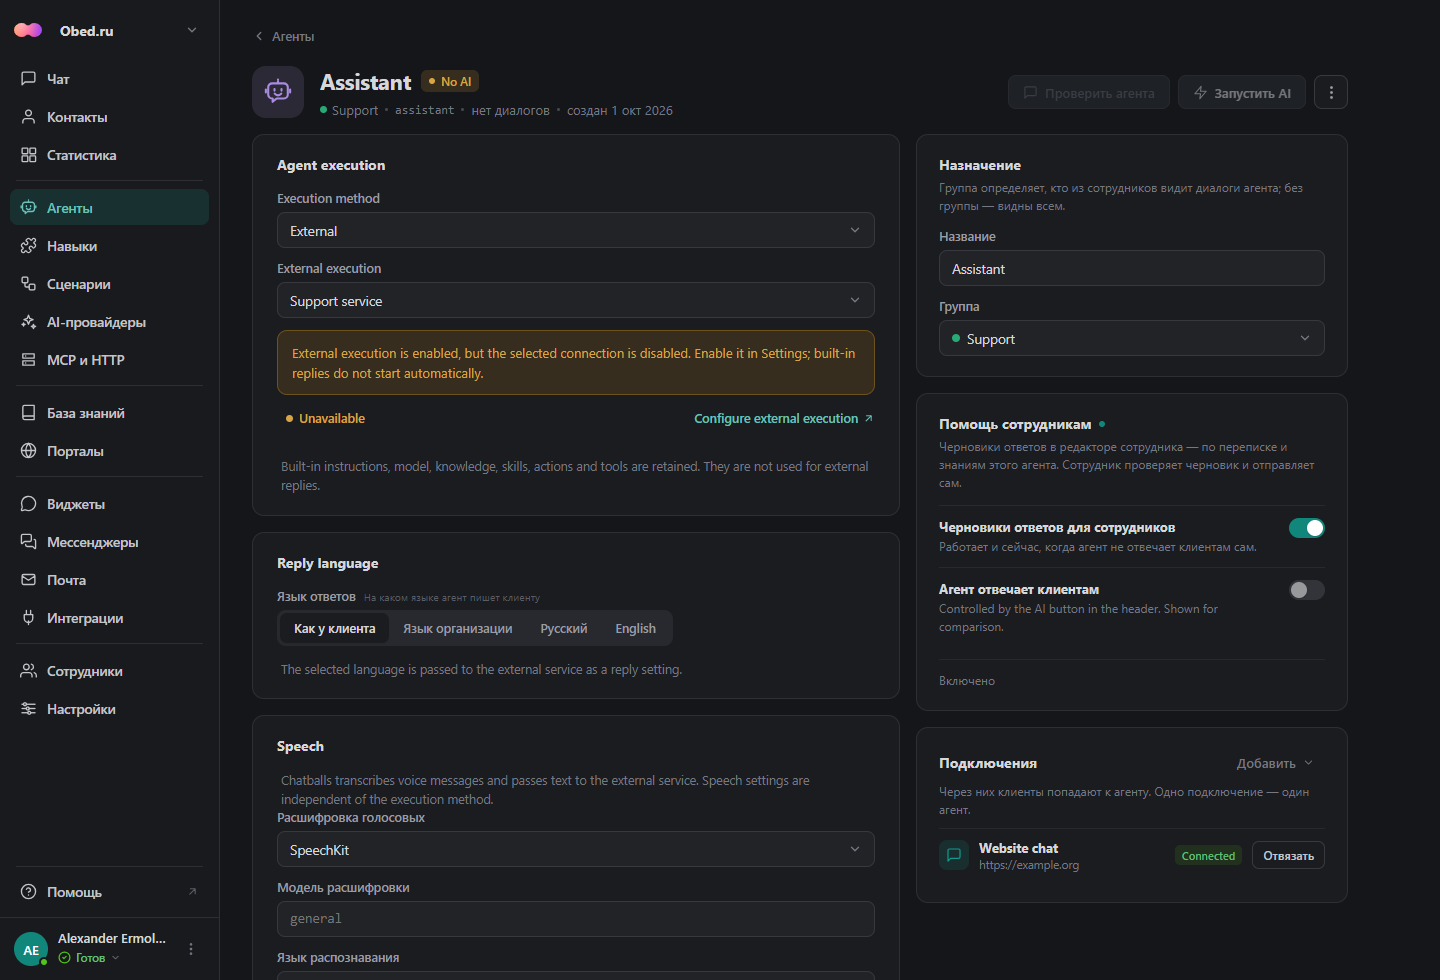 Obed.ru
Чат
Контакты
Статистика
Агенты
Навыки
Сценарии
AI-провайдеры
MCP и HTTP
База знаний
Порталы
Виджеты
Мессенджеры
Почта
Интеграции
Сотрудники
Настройки
Помощь
AE
Alexander Ermol...
Готов
Агенты
Assistant
No AI
Support • assistant • нет диалогов • создан 1 окт 2026
Проверить агента
Запустить AI
Agent execution
Execution method
External
External execution
Support service
External execution is enabled, but the selected connection is disabled. Enable it in Settings; built-in
replies do not start automatically.
Unavailable
Configure external execution
Built-in instructions, model, knowledge, skills, actions and tools are retained. They are not used for external
replies.
Reply language
Язык ответов На каком языке агент пишет клиенту
Как у клиента
Язык организации
Русский
English
The selected language is passed to the external service as a reply setting.
Speech
Chatballs transcribes voice messages and passes text to the external service. Speech settings are
independent of the execution method.
Расшифровка голосовых
SpeechKit
Модель расшифровки
general
Язык распознавания
Назначение
Группа определяет, кто из сотрудников видит диалоги агента; без
группы — видны всем.
Название
Assistant
Группа
Support
Помощь сотрудникам
Черновики ответов в редакторе сотрудника — по переписке и
знаниям этого агента. Сотрудник проверяет черновик и отправляет
сам.
Черновики ответов для сотрудников
Работает и сейчас, когда агент не отвечает клиентам сам.
Агент отвечает клиентам
Controlled by the AI button in the header. Shown for
comparison.
Включено
Подключения
Добавить
Через них клиенты попадают к агенту. Одно подключение — один
агент.
Website chat
https://example.org
Connected
Отвязать